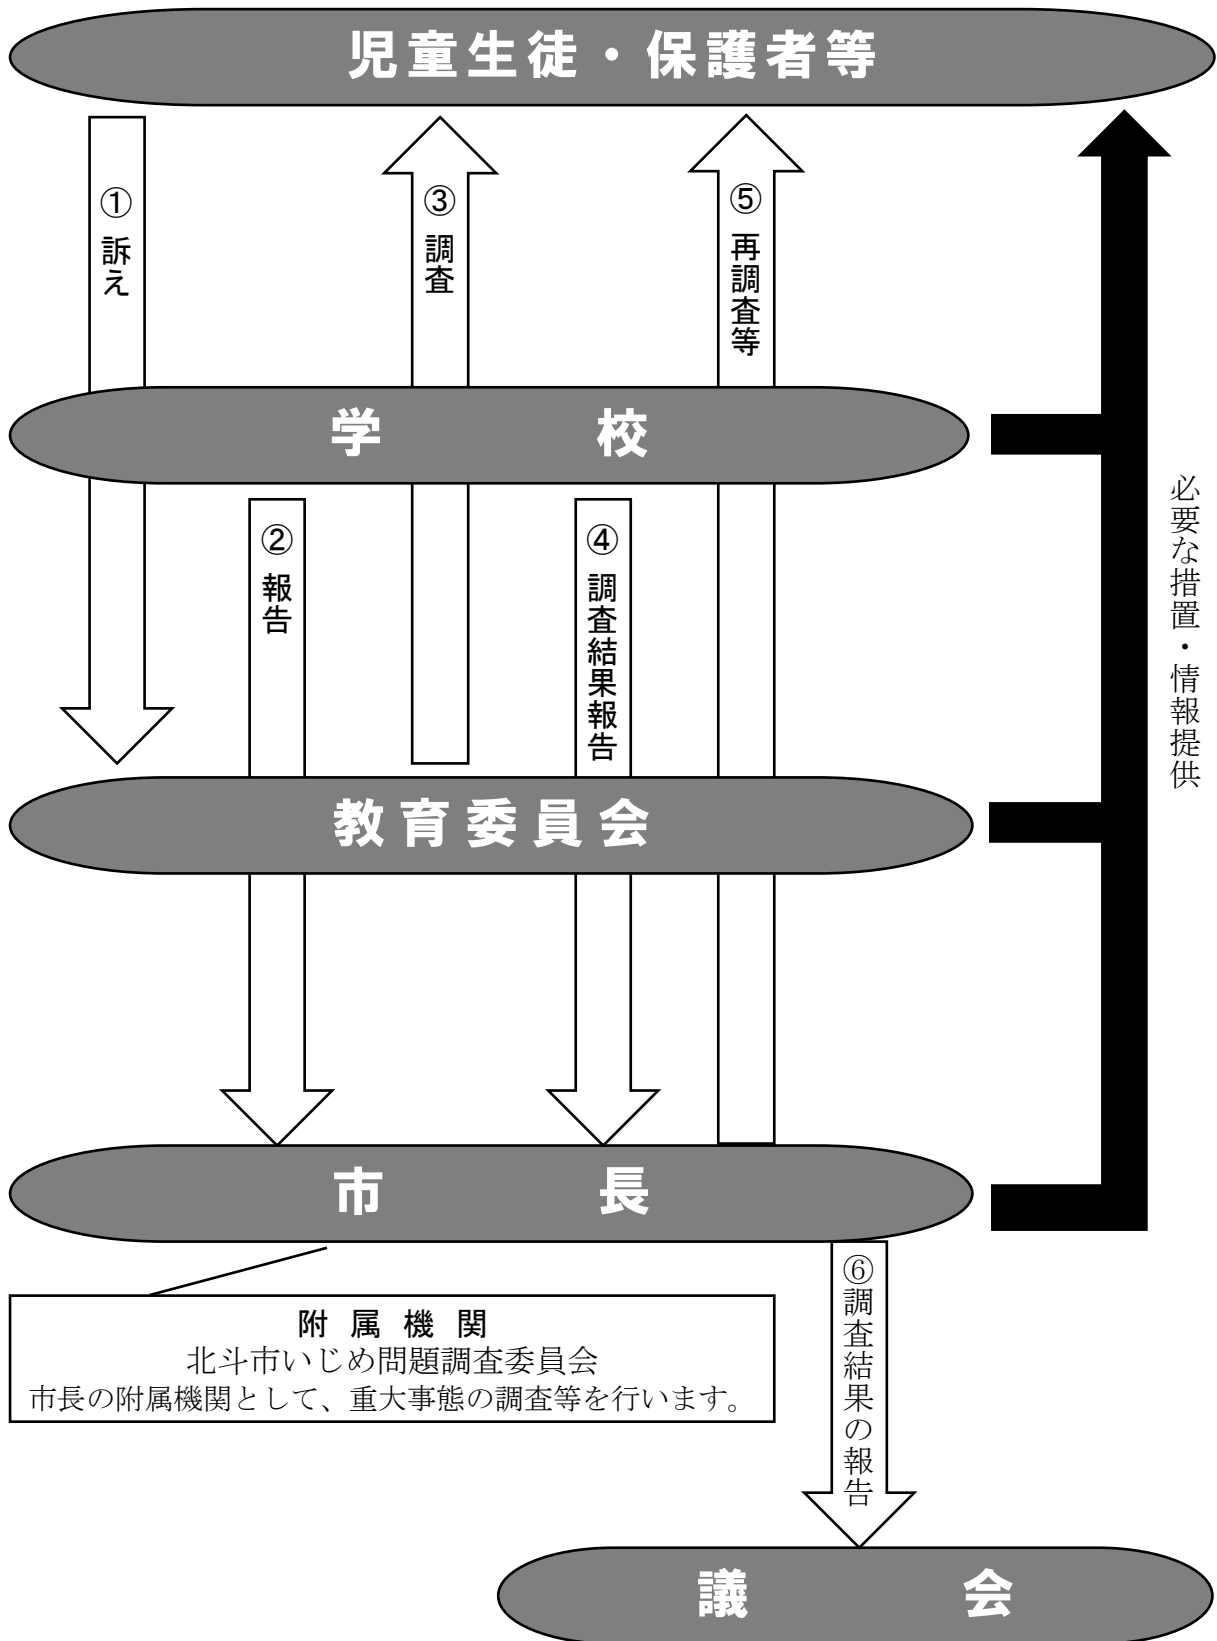 児童生徒・保護者等
①訴え
③調査
⑤再調査等
学　校
必要な措置・情報提供
②報告
④調査結果報告
教育委員会
市　長
⑥調査結果の報告
附属機関
北斗市いじめ問題調査委員会
市長の附属機関として、重大事態の調査等を行います。
議　会